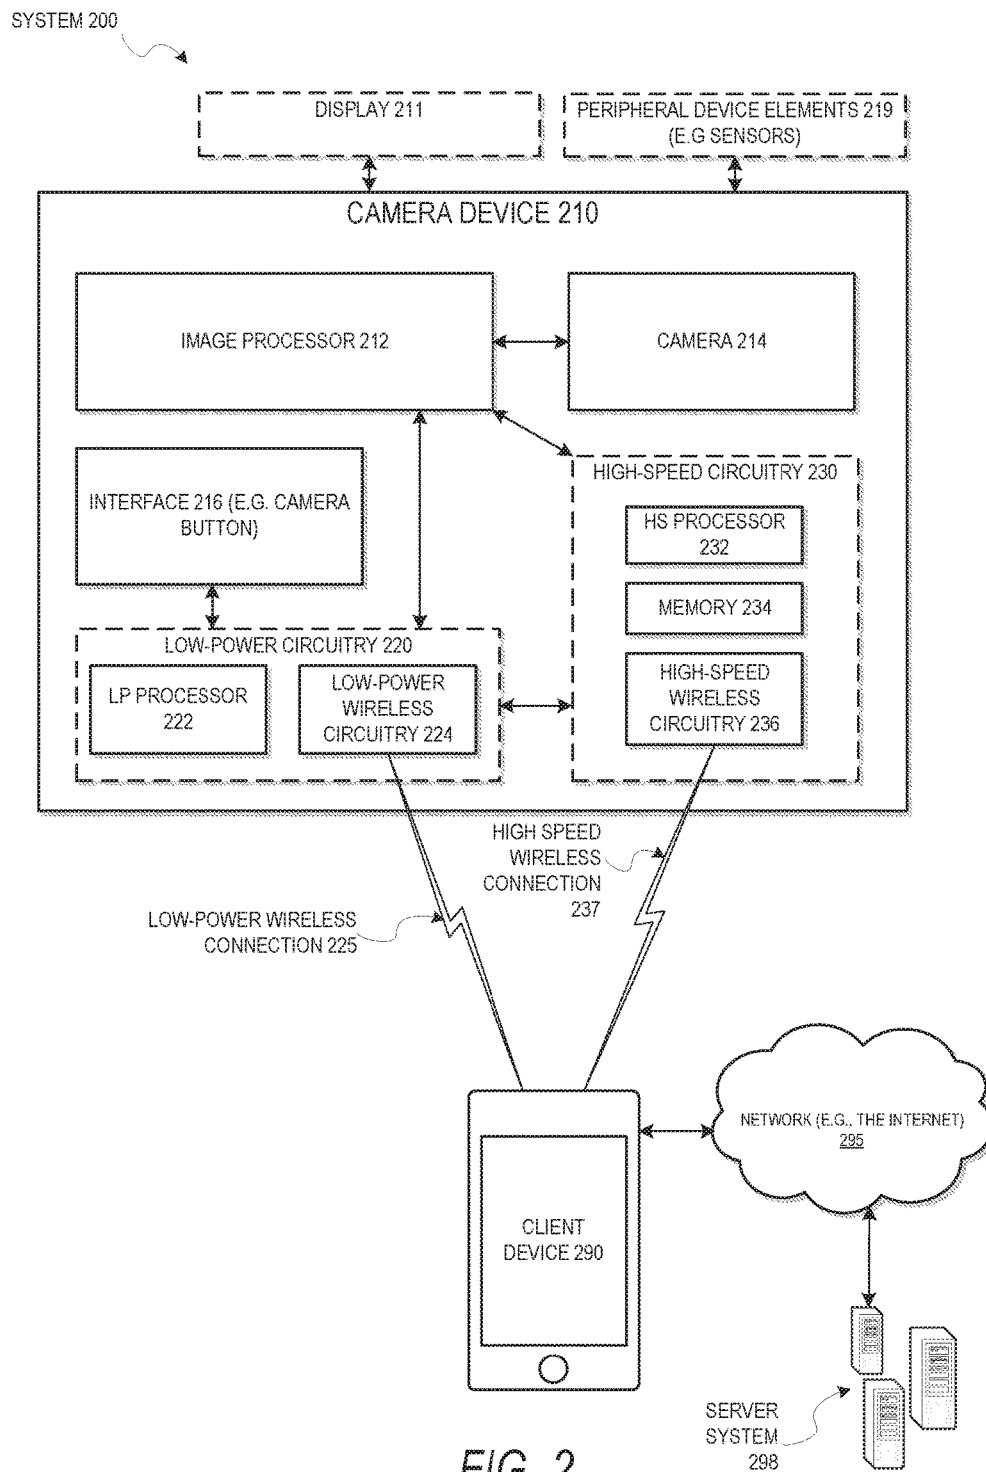 SYSTEM 200
DISPLAY 211
PERIPHERAL DEVICE ELEMENTS 219
(E.G SENSORS)
CAMERA DEVICE 210
IMAGE PROCESSOR 212
CAMERA 214
INTERFACE 216 (E.G. CAMERA
BUTTON)
HIGH-SPEED CIRCUITRY 230
HS PROCESSOR
232
MEMORY 234
HIGH-SPEED
WIRELESS
CIRCUITRY 236
LOW-POWER CIRCUITRY 220
LP PROCESSOR
222
LOW-POWER
WIRELESS
CIRCUITRY 224
HIGH SPEED
WIRELESS
CONNECTION
237
LOW-POWER WIRELESS
CONNECTION 225
NETWORK (E.G., THE INTERNET)
295
CLIENT
DEVICE 290
SERVER
SYSTEM
298
FIG. 2